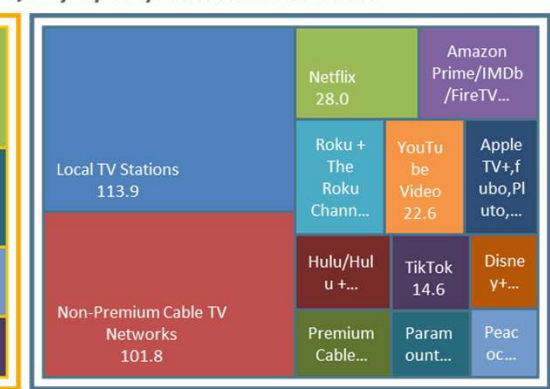 Local TV Stations
113.9
Non-Premium Cable TV
Networks
101.8
Netflix
28.0
Amazon
Prime/IMDb
/FireTV...
Roku +
The
Roku
Chann...
YouTu
be
Video
22.6
Apple
TV+,f
ubo,Pl
uto,...
Hulu/Hul
u +...
TikTok
14.6
Disne
y+...
Premium
Cable...
Param
ount...
Peac
oc...